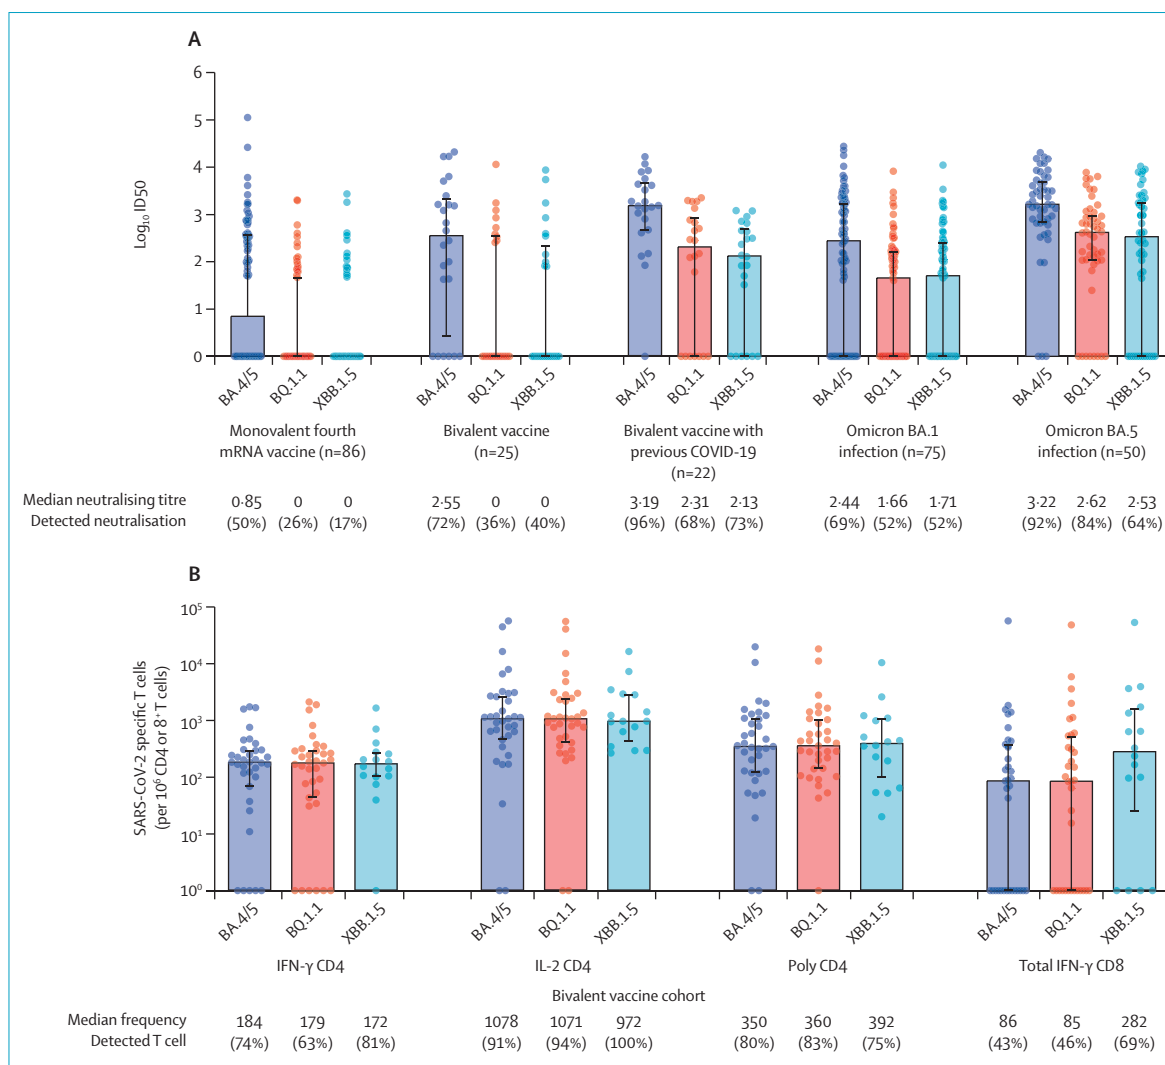 A
6
5
4
3
2
1
0
Log10 ID50
BA.4/5 BQ.1.1 XBB.1.5 BA.4/5 BQ.1.1 XBB.1.5 BA.4/5 BQ.1.1 XBB.1.5 BA.4/5 BQ.1.1 XBB.1.5 BA.4/5 BQ.1.1 XBB.1.5
Monovalent fourth
mRNA vaccine (n=86)
Bivalent vaccine
(n=25)
Bivalent vaccine with
previous COVID-19
(n=22)
Omicron BA.1
infection (n=75)
Omicron BA.5
infection (n=50)
Median neutralising titre 0·85 0 0 2·55 0 0 3·19 2·31 2·13 2·44 1·66 1·71 3·22 2·62 2·53
Detected neutralisation (50%) (26%) (17%) (72%) (36%) (40%) (96%) (68%) (73%) (69%) (52%) (52%) (92%) (84%) (64%)
B
10⁵
10⁴
10³
10²
10¹
10⁰
SARS-CoV-2 specific T cells
(per 10⁶ CD4 or 8⁺ T cells)
BA.4/5 BQ.1.1 XBB.1.5 BA.4/5 BQ.1.1 XBB.1.5 BA.4/5 BQ.1.1 XBB.1.5 BA.4/5 BQ.1.1 XBB.1.5
IFN-γ CD4 IL-2 CD4 Poly CD4 Total IFN-γ CD8
Bivalent vaccine cohort
Median frequency 184 179 172 1078 1071 972 350 360 392 86 85 282
Detected T cell (74%) (63%) (81%) (91%) (94%) (100%) (80%) (83%) (75%) (43%) (46%) (69%)